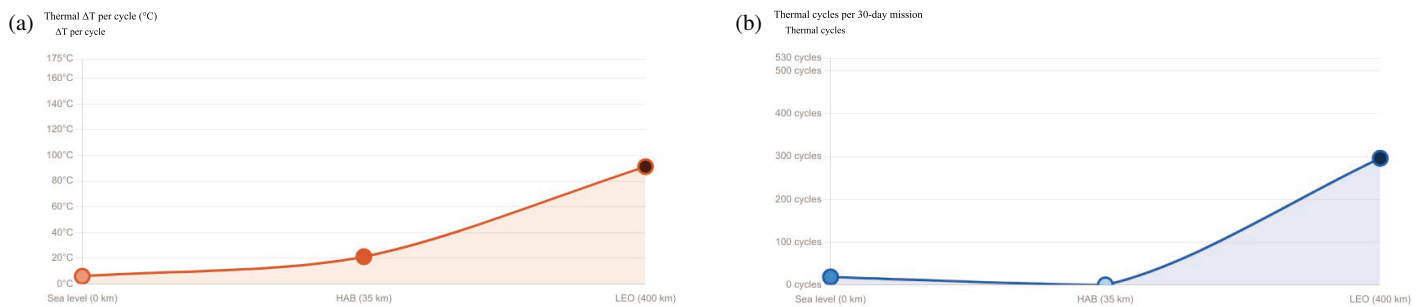 (a) Thermal ΔT per cycle (°C)
ΔT per cycle
175°C
160°C
140°C
120°C
100°C
80°C
60°C
40°C
20°C
0°C
Sea level (0 km) HAB (35 km) LEO (400 km)
(b) Thermal cycles per 30-day mission
Thermal cycles
530 cycles
500 cycles
400 cycles
300 cycles
200 cycles
100 cycles
0 cycles
Sea level (0 km) HAB (35 km) LEO (400 km)